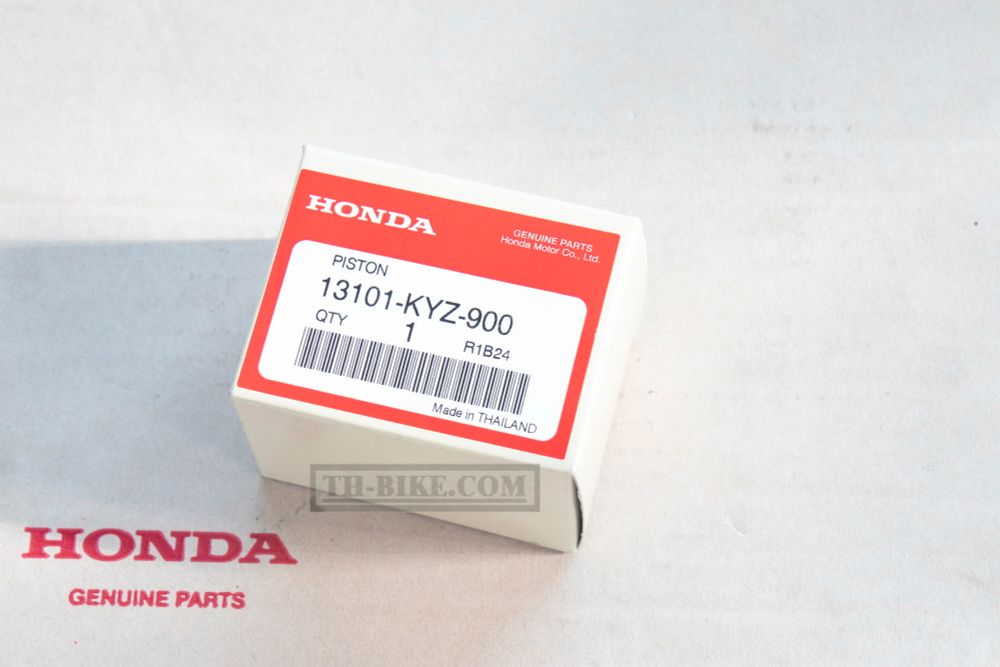 HONDA
GENUINE PARTS
Honda Motor Co., Ltd.
PISTON
13101-KYZ-900
QTY 1 R1B24
Made in THAILAND
TH-BIKE.COM
HONDA
GENUINE PARTS